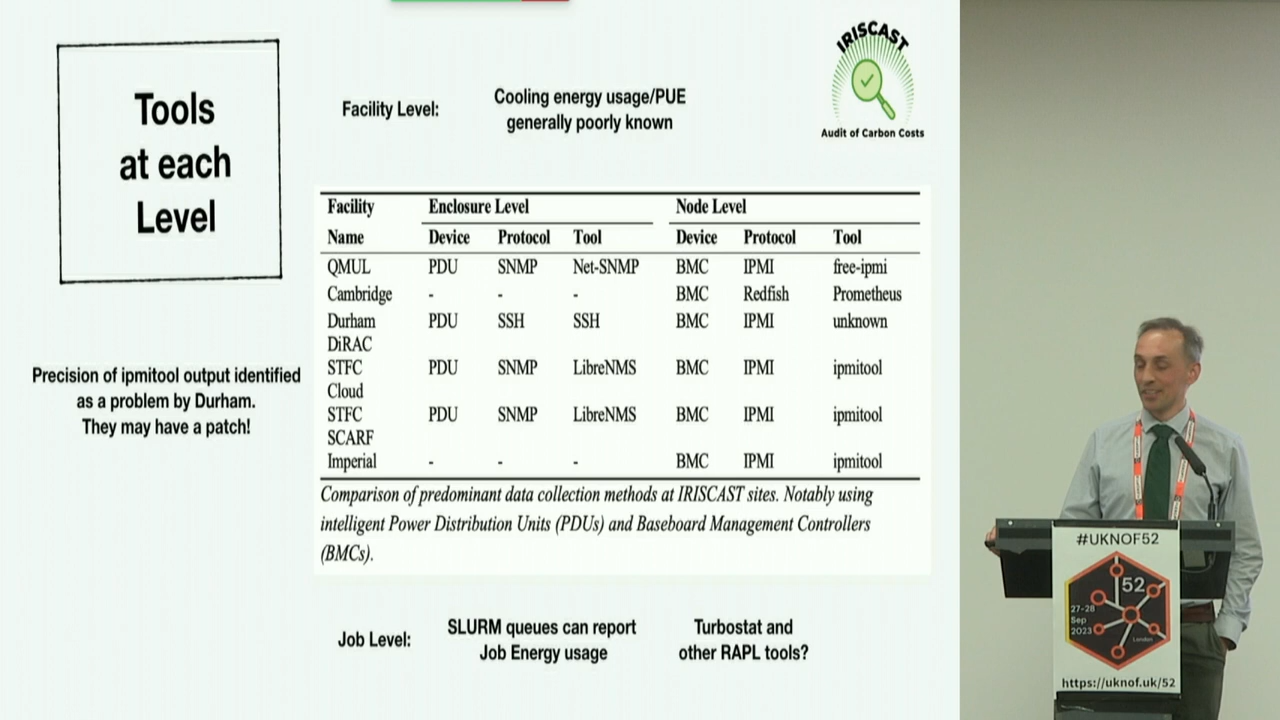 Tools
at each
Level
Facility Level:
Cooling energy usage/PUE
generally poorly known
IRISCAST
Audit of Carbon Costs
Facility Enclosure Level Node Level
Name Device Protocol Tool Device Protocol Tool
QMUL PDU SNMP Net-SNMP BMC IPMI free-ipmi
Cambridge - - - BMC Redfish Prometheus
Durham PDU SSH SSH BMC IPMI unknown
DiRAC
STFC PDU SNMP LibreNMS BMC IPMI ipmitool
Cloud
STFC PDU SNMP LibreNMS BMC IPMI ipmitool
SCARF
Imperial - - - BMC IPMI ipmitool
Comparison of predominant data collection methods at IRISCAST sites. Notably using
intelligent Power Distribution Units (PDUs) and Baseboard Management Controllers
(BMCs).
Precision of ipmitool output identified
as a problem by Durham.
They may have a patch!
Job Level:
SLURM queues can report
Job Energy usage
Turbostat and
other RAPL tools?
#UKNOF52
52
27-28
Sep
2023
London
https://uknof.uk/52